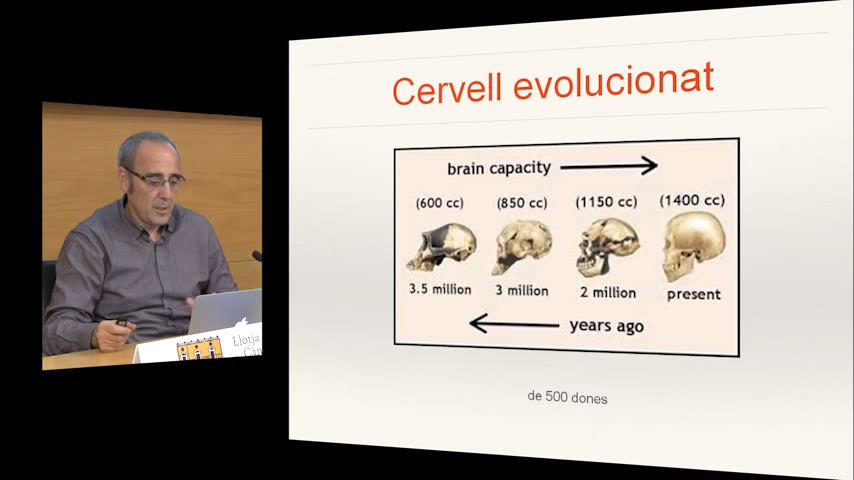 Cervell evolucionat
brain capacity
(600 cc) (850 cc) (1150 cc) (1400 cc)
3.5 million 3 million 2 million present
years ago
de 500 dones
Llotja
Càn